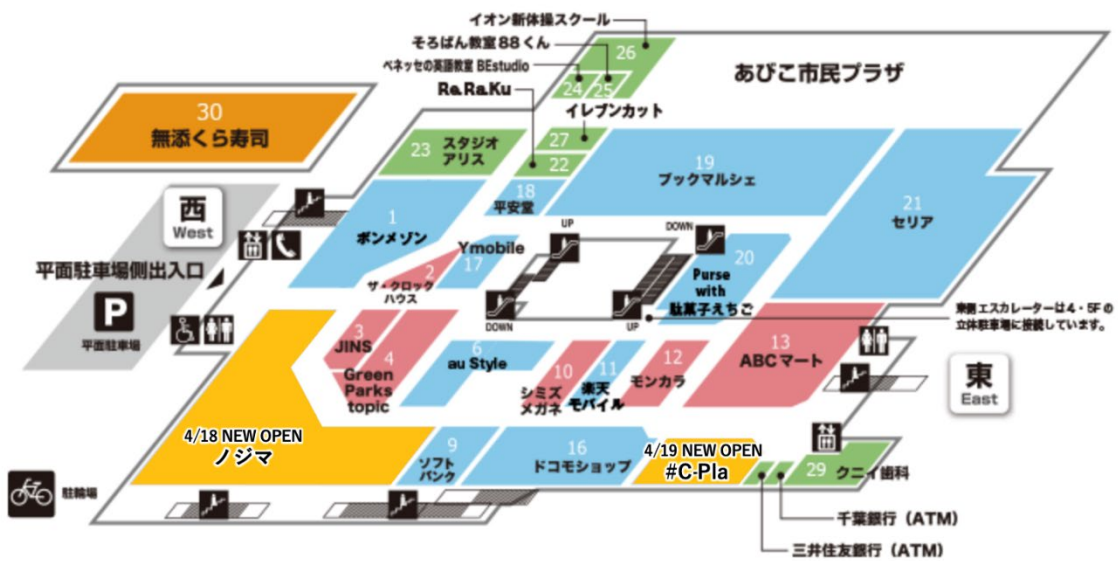 イオン新体操スクール
そろばん教室88くん
ベネッセの英語教室 BEstudio
Re.Ra.Ku
26
24
25
イレブンカット
あびこ市民プラザ
30
無添くら寿司
23
スタジオ
アリス
27
22
19
ブックマルシェ
21
セリア
18
平安堂
西
West
1
ボンメゾン
Ymobile
17
2
ザ・クロック
ハウス
UP
DOWN
20
Purse
with
駄菓子えちご
DOWN
UP
平面駐車場側出入口
P
平面駐車場
東側エスカレーターは4・5Fの
立体駐車場に接続しています。
3
JINS
4
Green
Parks
topic
6
au Style
10
シミズ
メガネ
11
楽天
モバイル
12
モンカラ
13
ABCマート
東
East
4/18 NEW OPEN
ノジマ
9
ソフト
バンク
16
ドコモショップ
4/19 NEW OPEN
#C-Pla
29
クニイ歯科
駐輪場
千葉銀行（ATM）
三井住友銀行（ATM）